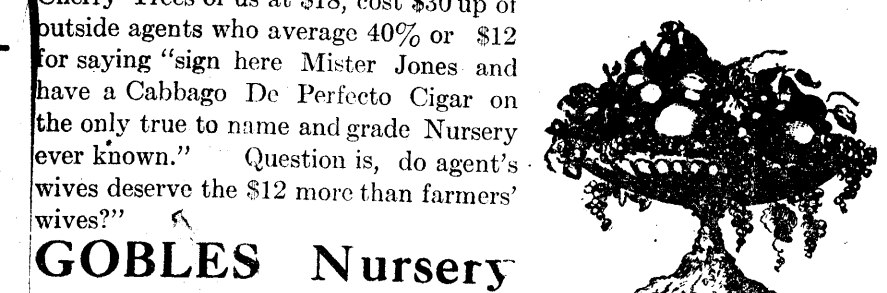 Cherry Trees of us at $18, cost $30 up of
outside agents who average 40% or $12
for saying “sign here Mister Jones and
have a Cabbago De Perfecto Cigar on
the only true to name and grade Nursery
ever known.” Question is, do agent’s
wives deserve the $12 more than farmers’
wives?”
GOBLES Nursery